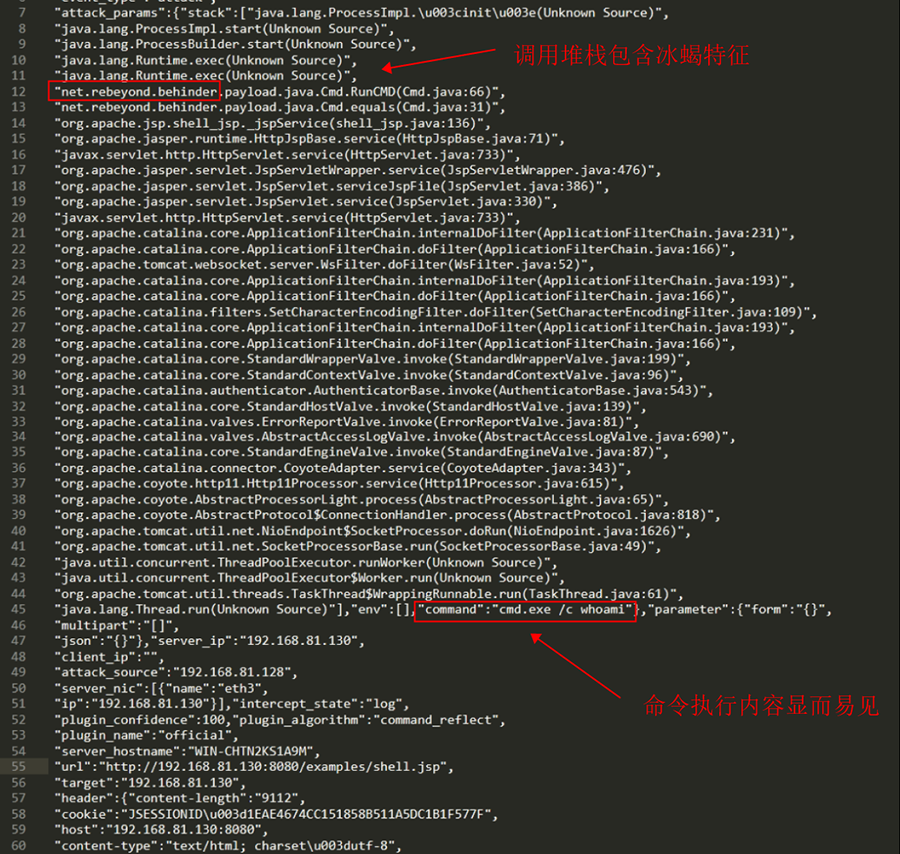 7 "attack_params":{"stack":["java.lang.ProcessImpl.\u003cinit\u003e(Unknown Source)",
8 "java.lang.ProcessImpl.start(Unknown Source)",
9 "java.lang.ProcessBuilder.start(Unknown Source)",
10 "java.lang.Runtime.exec(Unknown Source)",
11 "java.lang.Runtime.exec(Unknown Source)",
调用堆栈包含冰蝎特征
12 "net.rebeyond.behinder.payload.java.Cmd.RunCMD(Cmd.java:66)",
13 "net.rebeyond.behinder.payload.java.Cmd.equals(Cmd.java:31)",
14 "org.apache.jsp.shell_jsp._jspService(shell_jsp.java:136)",
15 "org.apache.jasper.runtime.HttpJspBase.service(HttpJspBase.java:71)",
16 "javax.servlet.http.HttpServlet.service(HttpServlet.java:733)",
17 "org.apache.jasper.servlet.JspServletWrapper.service(JspServletWrapper.java:476)",
18 "org.apache.jasper.servlet.JspServlet.serviceJspFile(JspServlet.java:386)",
19 "org.apache.jasper.servlet.JspServlet.service(JspServlet.java:330)",
20 "javax.servlet.http.HttpServlet.service(HttpServlet.java:733)",
21 "org.apache.catalina.core.ApplicationFilterChain.internalDoFilter(ApplicationFilterChain.java:231)",
22 "org.apache.catalina.core.ApplicationFilterChain.doFilter(ApplicationFilterChain.java:166)",
23 "org.apache.tomcat.websocket.server.WsFilter.doFilter(WsFilter.java:52)",
24 "org.apache.catalina.core.ApplicationFilterChain.internalDoFilter(ApplicationFilterChain.java:193)",
25 "org.apache.catalina.core.ApplicationFilterChain.doFilter(ApplicationFilterChain.java:166)",
26 "org.apache.catalina.filters.SetCharacterEncodingFilter.doFilter(SetCharacterEncodingFilter.java:109)",
27 "org.apache.catalina.core.ApplicationFilterChain.internalDoFilter(ApplicationFilterChain.java:193)",
28 "org.apache.catalina.core.ApplicationFilterChain.doFilter(ApplicationFilterChain.java:166)",
29 "org.apache.catalina.core.StandardWrapperValve.invoke(StandardWrapperValve.java:199)",
30 "org.apache.catalina.core.StandardContextValve.invoke(StandardContextValve.java:96)",
31 "org.apache.catalina.authenticator.AuthenticatorBase.invoke(AuthenticatorBase.java:543)",
32 "org.apache.catalina.core.StandardHostValve.invoke(StandardHostValve.java:139)",
33 "org.apache.catalina.valves.ErrorReportValve.invoke(ErrorReportValve.java:81)",
34 "org.apache.catalina.valves.AbstractAccessLogValve.invoke(AbstractAccessLogValve.java:690)",
35 "org.apache.catalina.core.StandardEngineValve.invoke(StandardEngineValve.java:87)",
36 "org.apache.catalina.connector.CoyoteAdapter.service(CoyoteAdapter.java:343)",
37 "org.apache.coyote.http11.Http11Processor.service(Http11Processor.java:615)",
38 "org.apache.coyote.AbstractProcessorLight.process(AbstractProcessorLight.java:65)",
39 "org.apache.coyote.AbstractProtocol$ConnectionHandler.process(AbstractProtocol.java:818)",
40 "org.apache.tomcat.util.net.NioEndpoint$SocketProcessor.doRun(NioEndpoint.java:1626)",
41 "org.apache.tomcat.util.net.SocketProcessorBase.run(SocketProcessorBase.java:49)",
42 "java.util.concurrent.ThreadPoolExecutor.runWorker(Unknown Source)",
43 "java.util.concurrent.ThreadPoolExecutor$Worker.run(Unknown Source)",
44 "org.apache.tomcat.util.threads.TaskThread$WrappingRunnable.run(TaskThread.java:61)",
45 "java.lang.Thread.run(Unknown Source)"],"env":[],"command":"cmd.exe /c whoami"},"parameter":{"form":"{}",
46 "multipart":"[]",
47 "json":"{}"},"server_ip":"192.168.81.130",
48 "client_ip":"",
49 "attack_source":"192.168.81.128",
50 "server_nic":[{"name":"eth3",
51 "ip":"192.168.81.130"}],"intercept_state":"log",
命令执行内容显而易见
52 "plugin_confidence":100,"plugin_algorithm":"command_reflect",
53 "plugin_name":"official",
54 "server_hostname":"WIN-CHTN2KS1A9M",
55 "url":"http://192.168.81.130:8080/examples/shell.jsp",
56 "target":"192.168.81.130",
57 "header":{"content-length":"9112",
58 "cookie":"JSESSIONID\u003d1EAE4674CC151858B511A5DC1B1F577F",
59 "host":"192.168.81.130:8080",
60 "content-type":"text/html; charset\u003dutf-8",